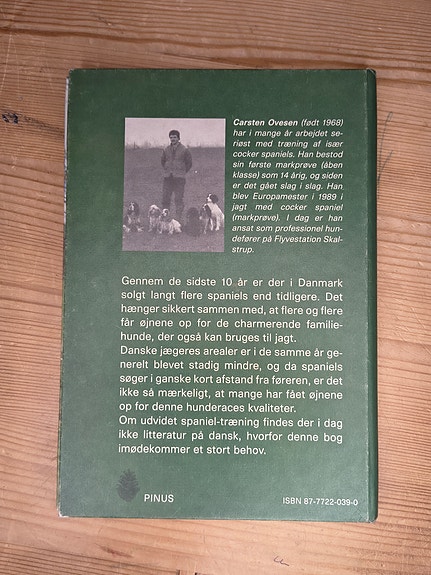 Carsten Ovesen (født 1968)
har i mange år arbejdet se-
riøst med træning af især
cocker spaniels. Han bestod
sin første markprøve (åben
klasse) som 14 årig, og siden
er det gået slag i slag. Han
blev Europamester i 1989 i
jagt med cocker spaniel
(markprøve). I dag er han
ansat som professionel hun-
defører på Flyvestation Skal-
strup.
Gennem de sidste 10 år er der i Danmark
solgt langt flere spaniels end tidligere. Det
hænger sikkert sammen med, at flere og flere
får øjnene op for de charmerende familie-
hunde, der også kan bruges til jagt.
Danske jægeres arealer er i de samme år ge-
nerelt blevet stadig mindre, og da spaniels
søger i ganske kort afstand fra føreren, er det
ikke så mærkeligt, at mange har fået øjnene
op for denne hunderaces kvaliteter.
Om udvidet spaniel-træning findes der i dag
ikke litteratur på dansk, hvorfor denne bog
imødekommer et stort behov.
PINUS
ISBN 87-7722-039-0